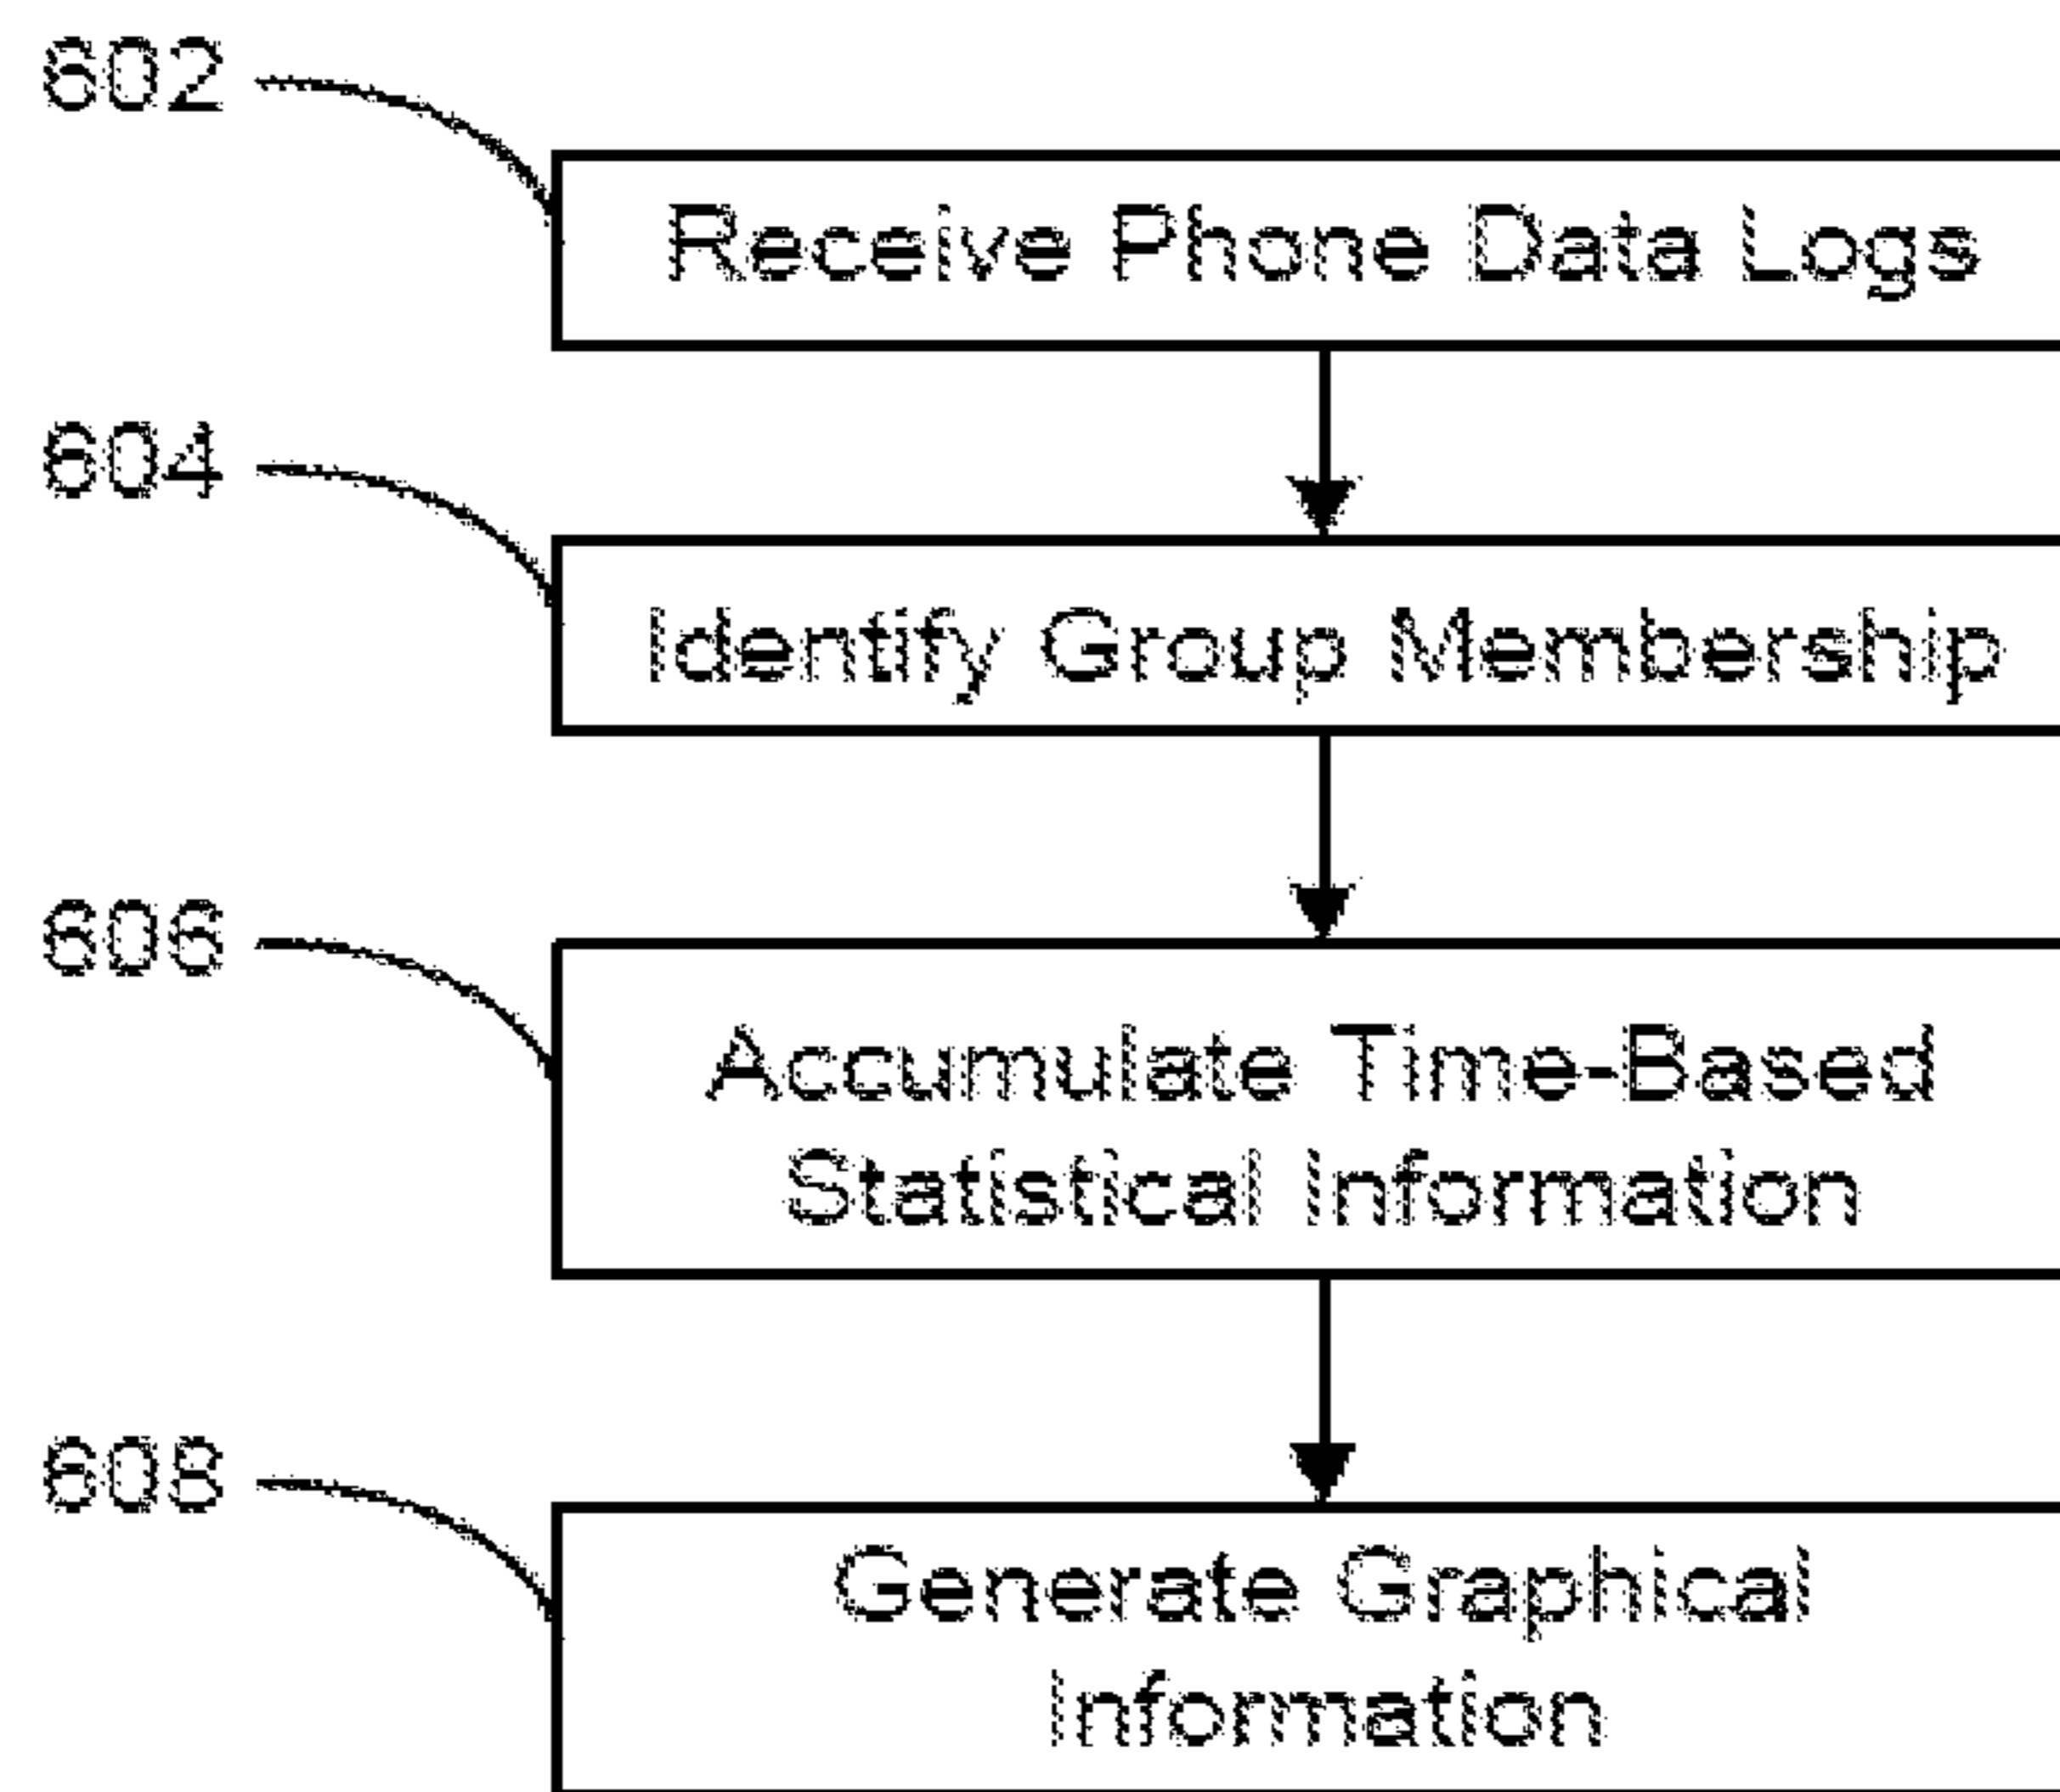 602
Receive Phone Data Logs
604
Identify Group Membership
606
Accumulate Time-Based
Statistical Information
608
Generate Graphical
Information